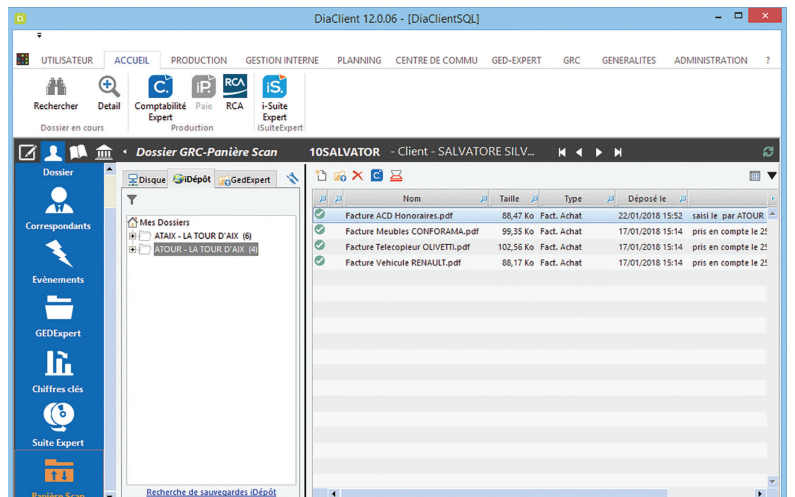 DiaClient 12.0.06 - [DiaClientSQL]
UTILISATEUR ACCUEIL PRODUCTION GESTION INTERNE PLANNING CENTRE DE COMMU GED-EXPERT GRC GENERALITES ADMINISTRATION ?
C. iP. RCA iS.
Rechercher Detail Comptabilité Expert Paie RCA i-Suite Expert
Dossier en cours Production iSuiteExpert
Dossier GRC-Panière Scan 10SALVATOR - Client - SALVATORE SILV...
Dossier
Correspondants
Evènements
GEDExpert
Chiffres clés
Suite Expert
Panière Scan
Disque iDépôt GedExpert
Mes Dossiers
ATAIX - LA TOUR D'AIX (6)
ATOUR - LA TOUR D'AIX (4)
Recherche de sauvegardes iDépôt
Nom Taille Type Déposé le
Facture ACD Honoraires.pdf 88,47 Ko Fact. Achat 22/01/2018 15:52 saisi le par ATOUR
Facture Meubles CONFORAMA.pdf 99,35 Ko Fact. Achat 17/01/2018 15:14 pris en compte le 25
Facture Telecopieur OLIVETTI.pdf 102,56 Ko Fact. Achat 17/01/2018 15:14 pris en compte le 25
Facture Vehicule RENAULT.pdf 88,17 Ko Fact. Achat 17/01/2018 15:14 pris en compte le 25